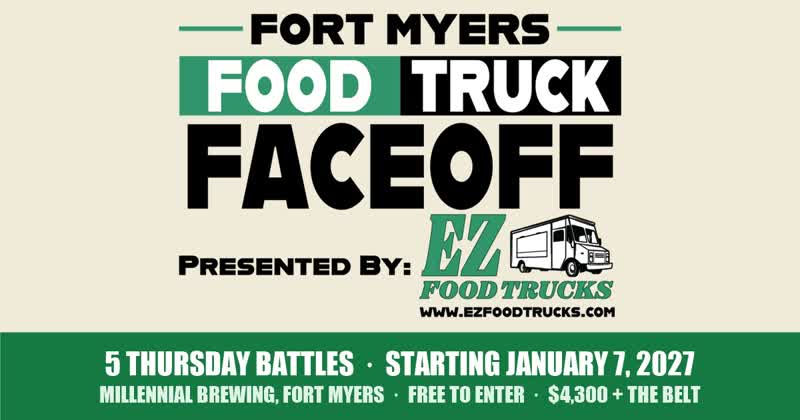 FORT MYERS
FOOD TRUCK
FACEOFF
PRESENTED BY: EZ
FOOD TRUCKS
WWW.EZFOODTRUCKS.COM
5 THURSDAY BATTLES · STARTING JANUARY 7, 2027
MILLENNIAL BREWING, FORT MYERS · FREE TO ENTER · $4,300 + THE BELT